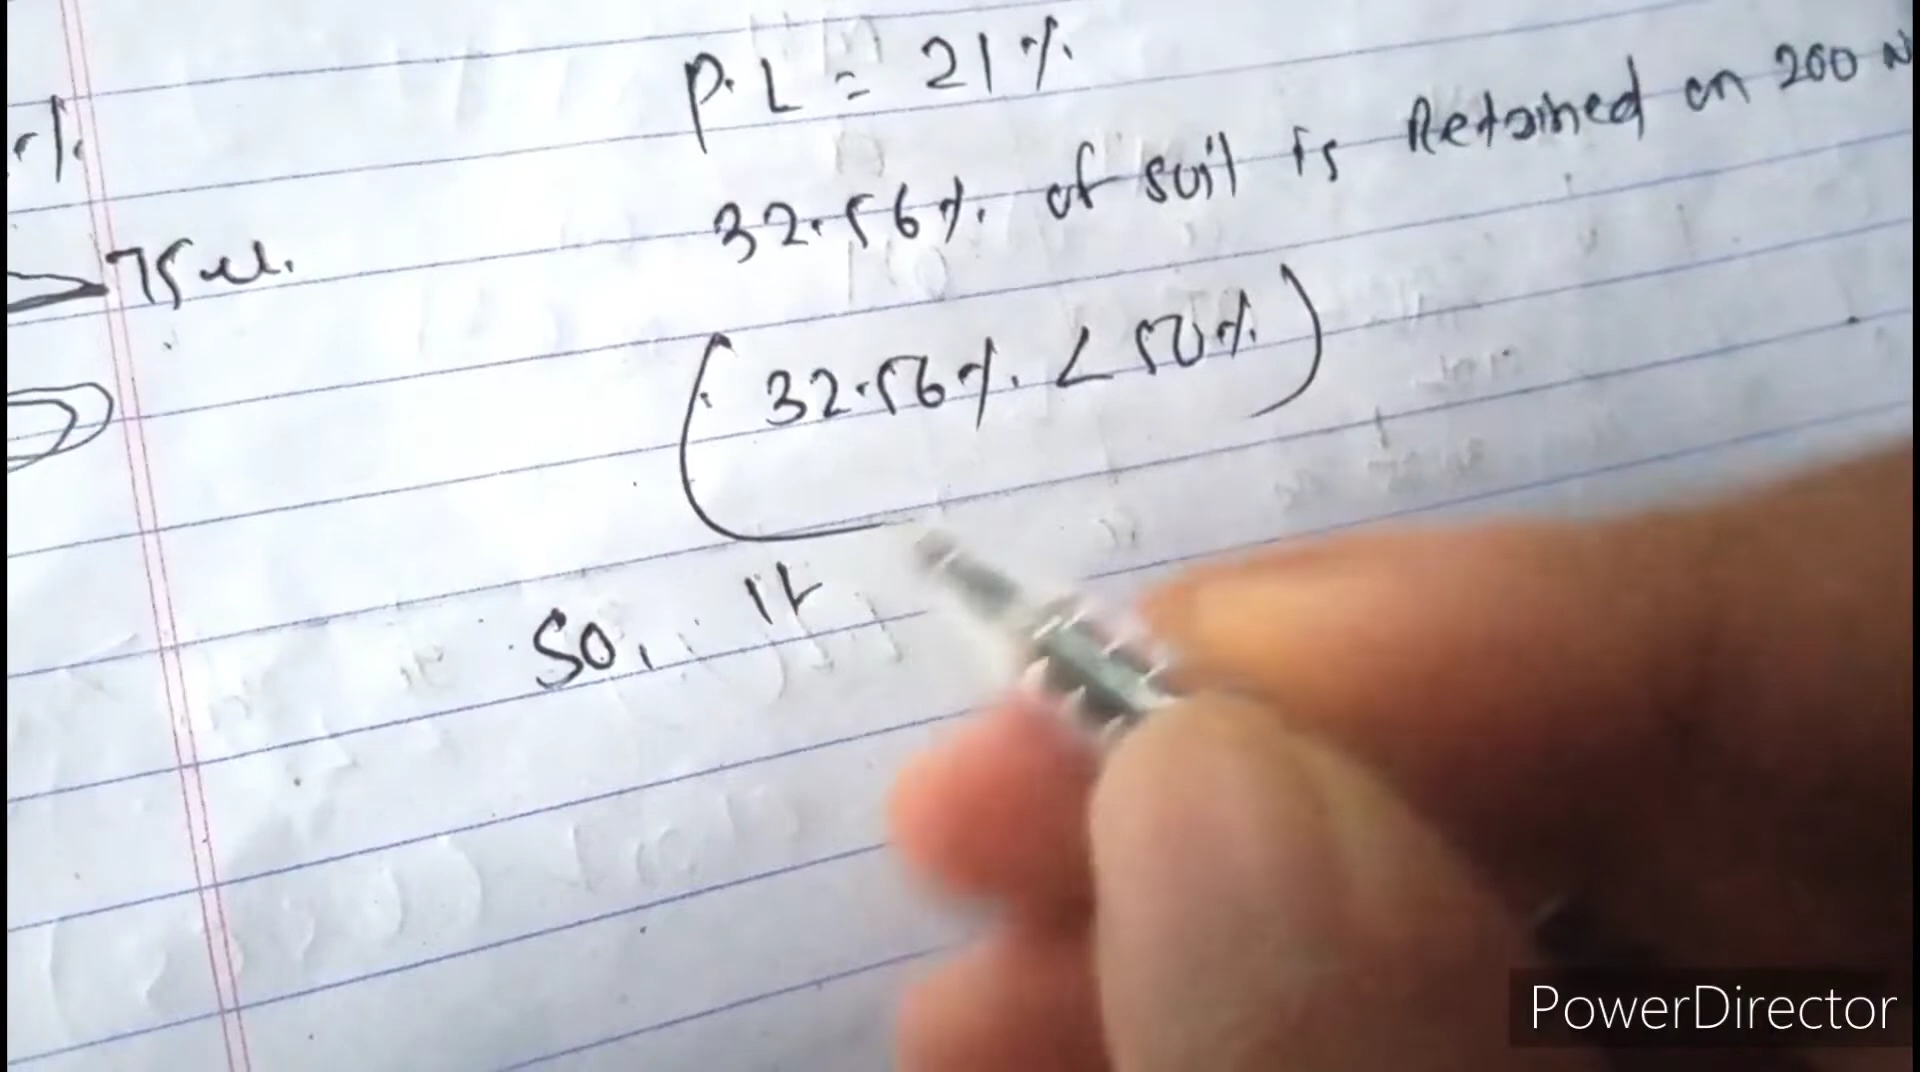 P.L = 21%
32.56% of soil is Retained on 200 N
75μ.
(32.56% < 50%)
So, it
PowerDirector